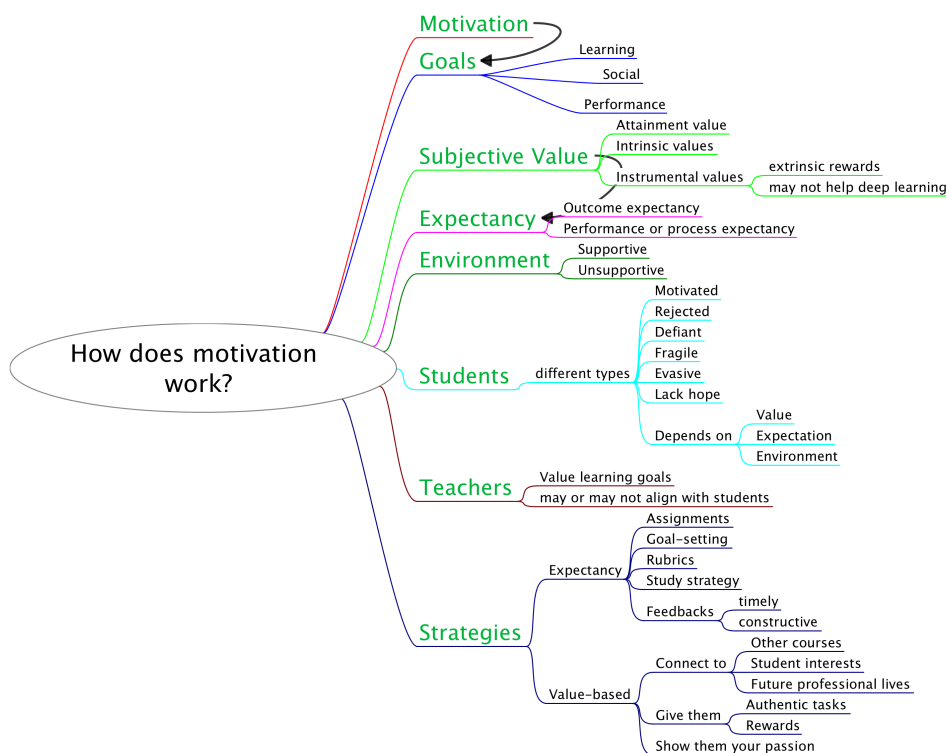 Motivation
Goals
Learning
Social
Performance
Subjective Value
Attainment value
Intrinsic values
Instrumental values
extrinsic rewards
may not help deep learning
Expectancy
Outcome expectancy
Performance or process expectancy
Environment
Supportive
Unsupportive
How does motivation
work?
Students
different types
Motivated
Rejected
Defiant
Fragile
Evasive
Lack hope
Depends on
Value
Expectation
Environment
Teachers
Value learning goals
may or may not align with students
Strategies
Expectancy
Assignments
Goal-setting
Rubrics
Study strategy
Feedbacks
timely
constructive
Value-based
Connect to
Other courses
Student interests
Future professional lives
Give them
Authentic tasks
Rewards
Show them your passion